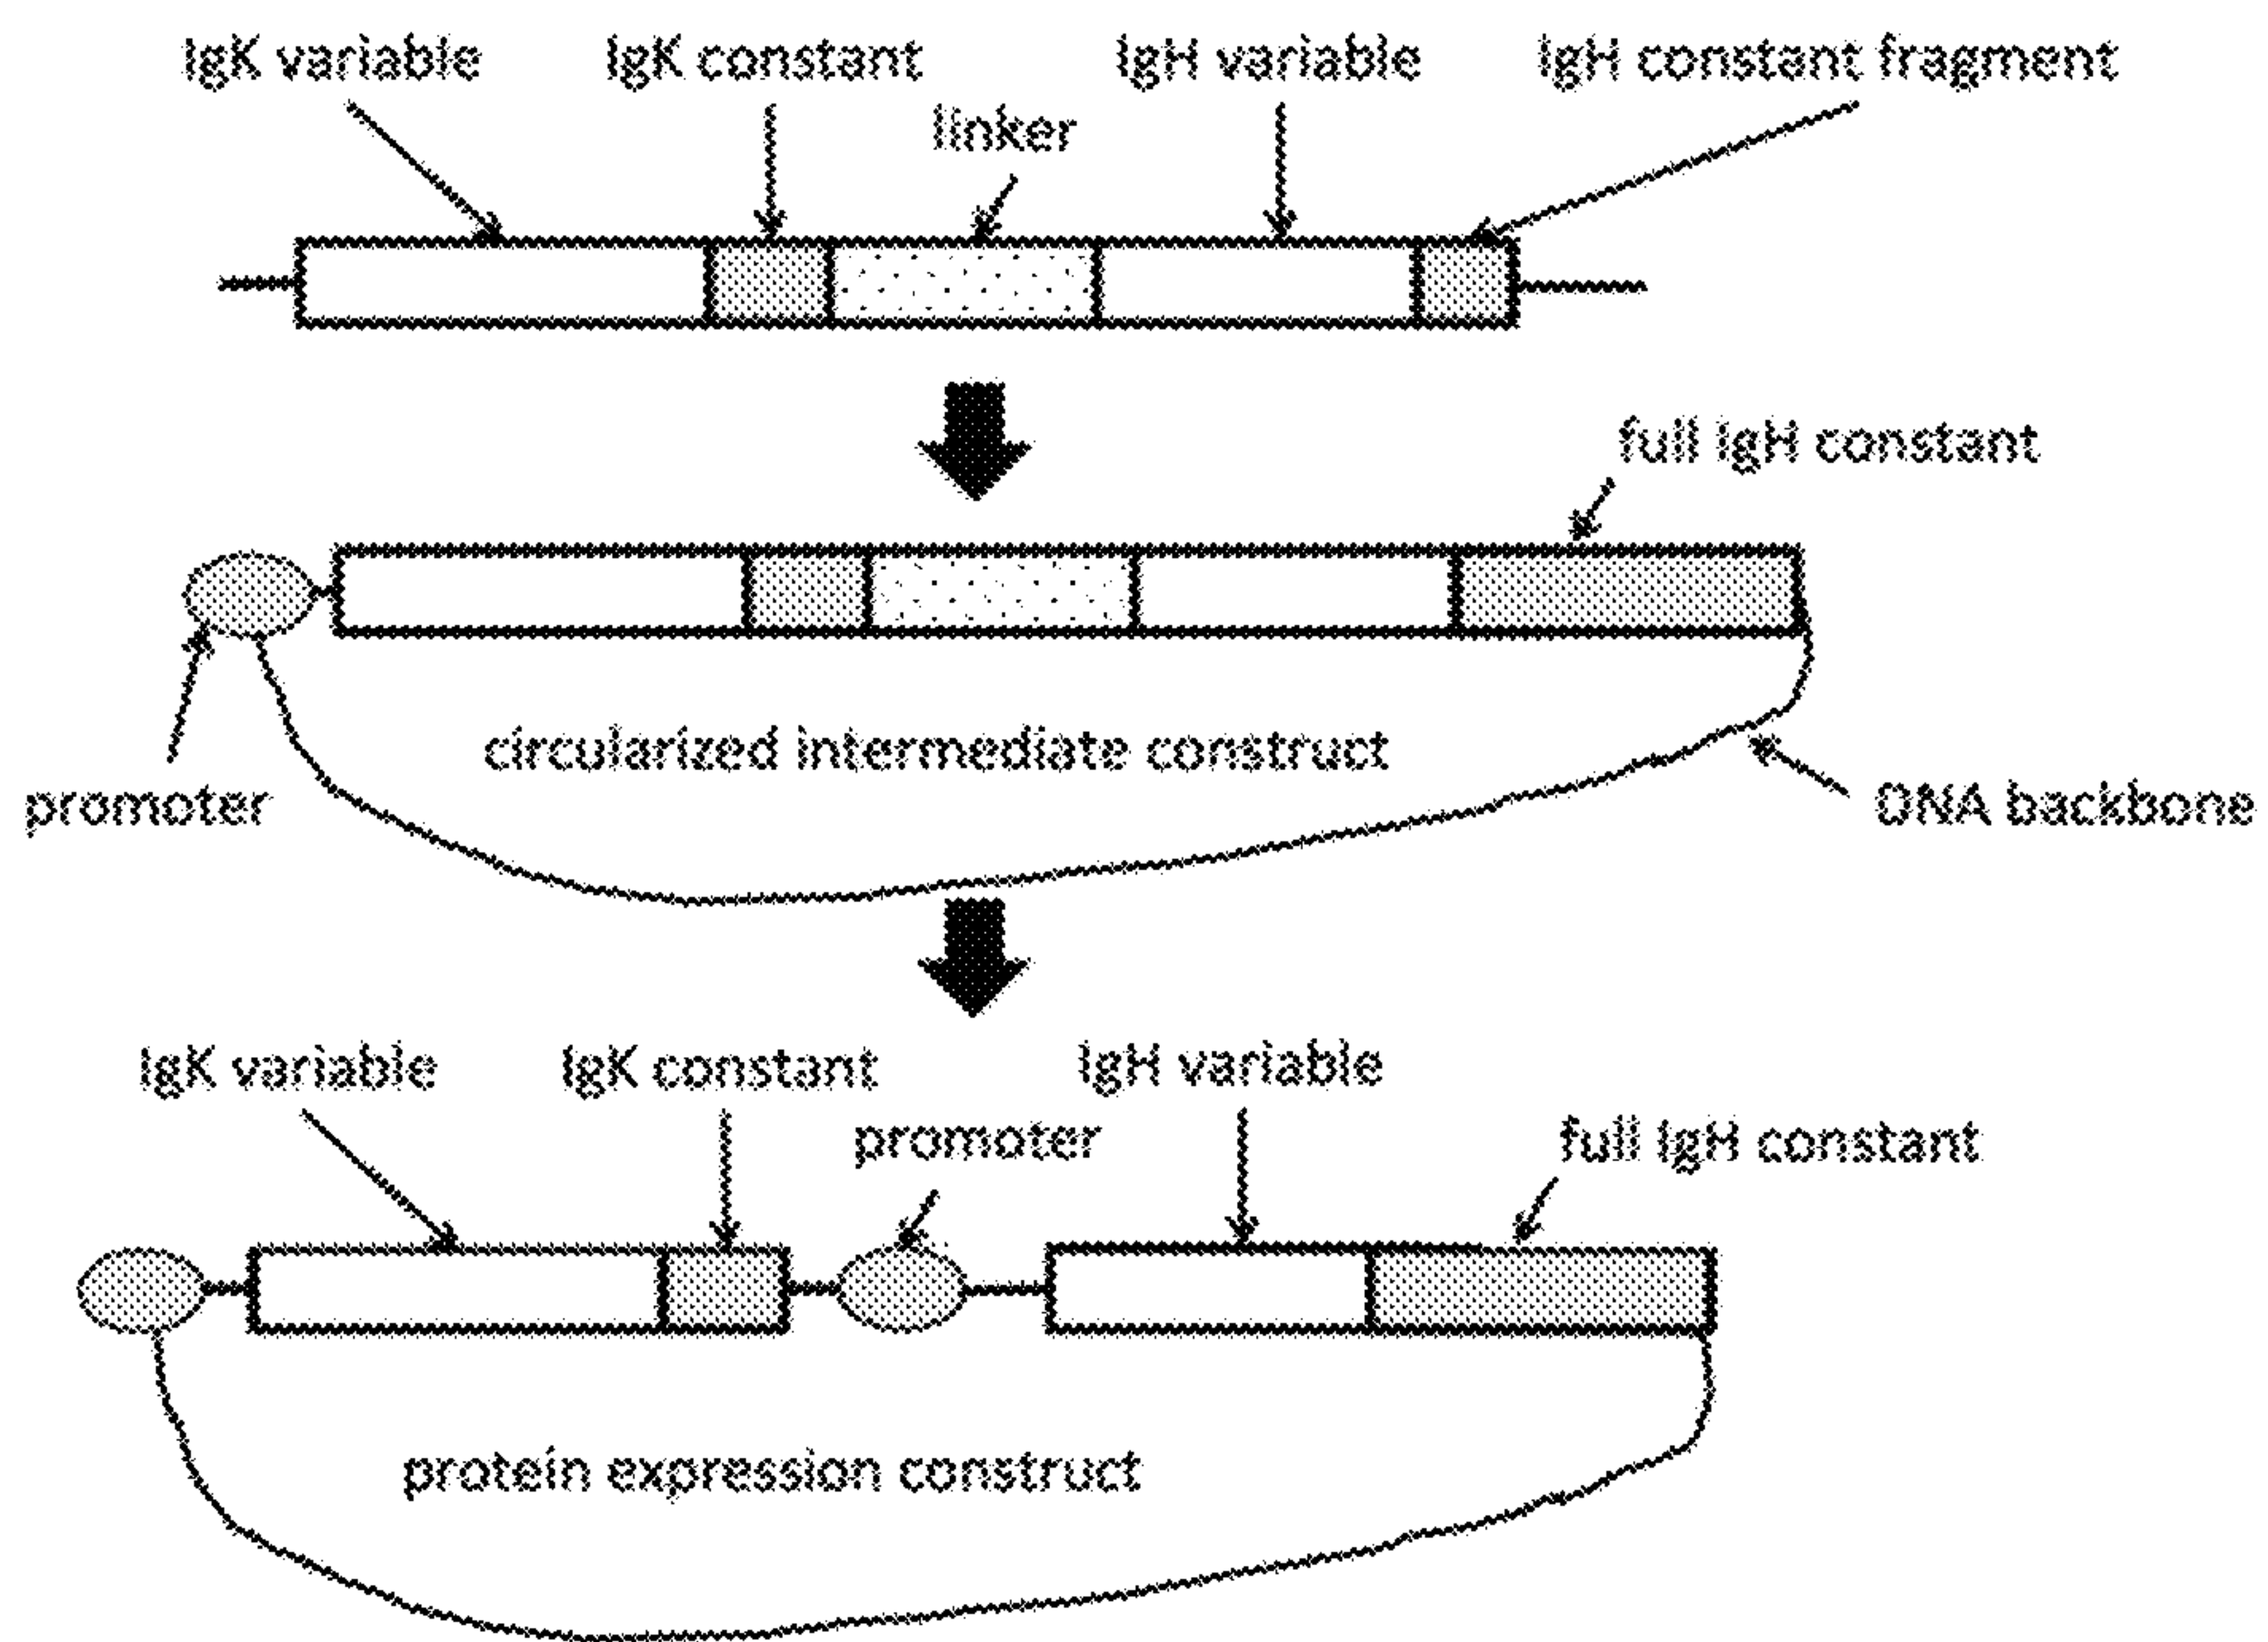 IgK variable
IgK constant
IgH variable
IgH constant fragment
linker
full IgH constant
circularized intermediate construct
promoter
DNA backbone
IgK variable
IgK constant
IgH variable
promoter
full IgH constant
protein expression construct